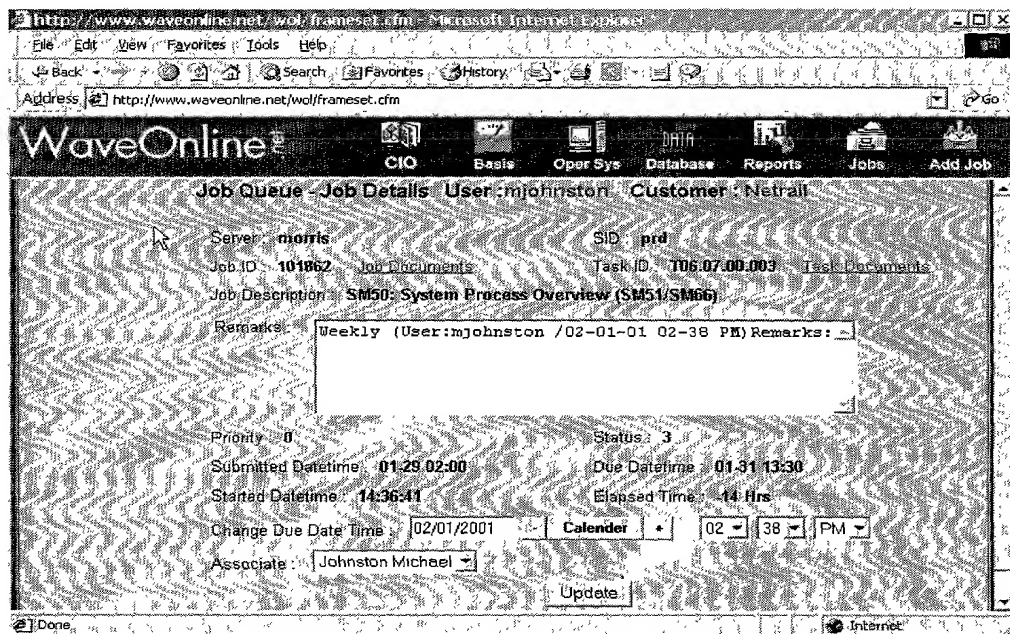 http://www.waveonline.net/wol/frameset.cfm - Microsoft Internet Explorer
File Edit View Favorites Tools Help
Back Search Favorites History
Address http://www.waveonline.net/wol/frameset.cfm Go
WaveOnline.net CIO Basis Oper Sys Database Reports Jobs Add Job
Job Queue - Job Details User :mjohnston Customer : Netrail
Server : morris SID : prd
Job ID : 101862 Job Documents Task ID : T06.07.00.003 Task Documents
Job Description : SM50: System Process Overview (SM51/SM66)
Remarks : Weekly (User:mjohnston /02-01-01 02-38 PM)Remarks:
Priority : 0 Status : 3
Submitted Datetime : 01-29 02:00 Due Datetime : 01-31 13:30
Started Datetime : 14:36:41 Elapsed Time : -14 Hrs
Change Due Date Time : 02/01/2001 - Calender + 02 38 PM
Associate : Johnston Michael
Update
Done Internet